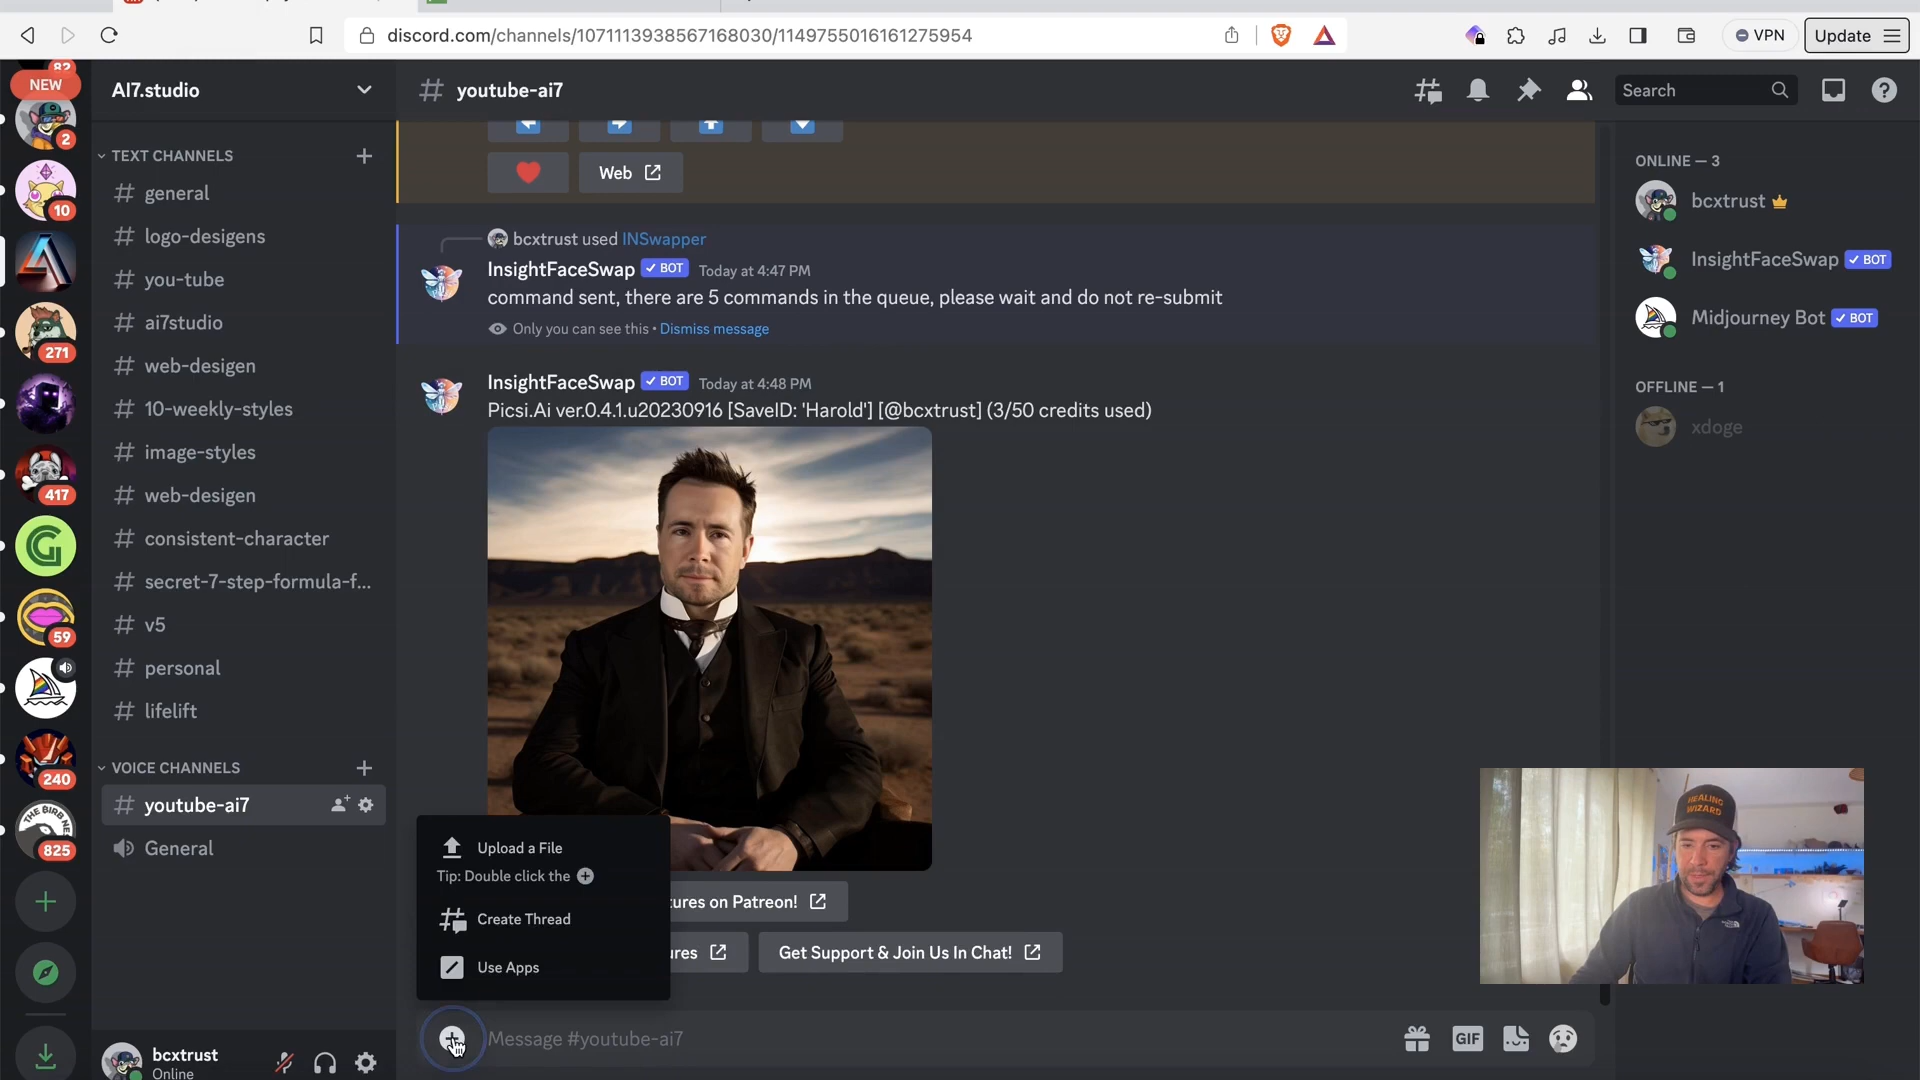 discord.com/channels/1071113938567168030/1149755016161275954
VPN
Update
82
NEW
2
10
271
417
59
240
THE BIRB NE
825
AI7.studio
TEXT CHANNELS
general
logo-desigens
you-tube
ai7studio
web-desigen
10-weekly-styles
image-styles
web-desigen
consistent-character
secret-7-step-formula-f...
v5
personal
lifelift
VOICE CHANNELS
youtube-ai7
General
bcxtrust
Online
youtube-ai7
Search
Web
bcxtrust used INSwapper
InsightFaceSwap BOT Today at 4:47 PM
command sent, there are 5 commands in the queue, please wait and do not re-submit
Only you can see this • Dismiss message
InsightFaceSwap BOT Today at 4:48 PM
Picsi.Ai ver.0.4.1.u20230916 [SaveID: 'Harold'] [@bcxtrust] (3/50 credits used)
Upload a File
Tip: Double click the
Create Thread
Use Apps
tures on Patreon!
ures
Get Support & Join Us In Chat!
Message #youtube-ai7
GIF
ONLINE — 3
bcxtrust
InsightFaceSwap BOT
Midjourney Bot BOT
OFFLINE — 1
xdoge
HEALING
WIZARD